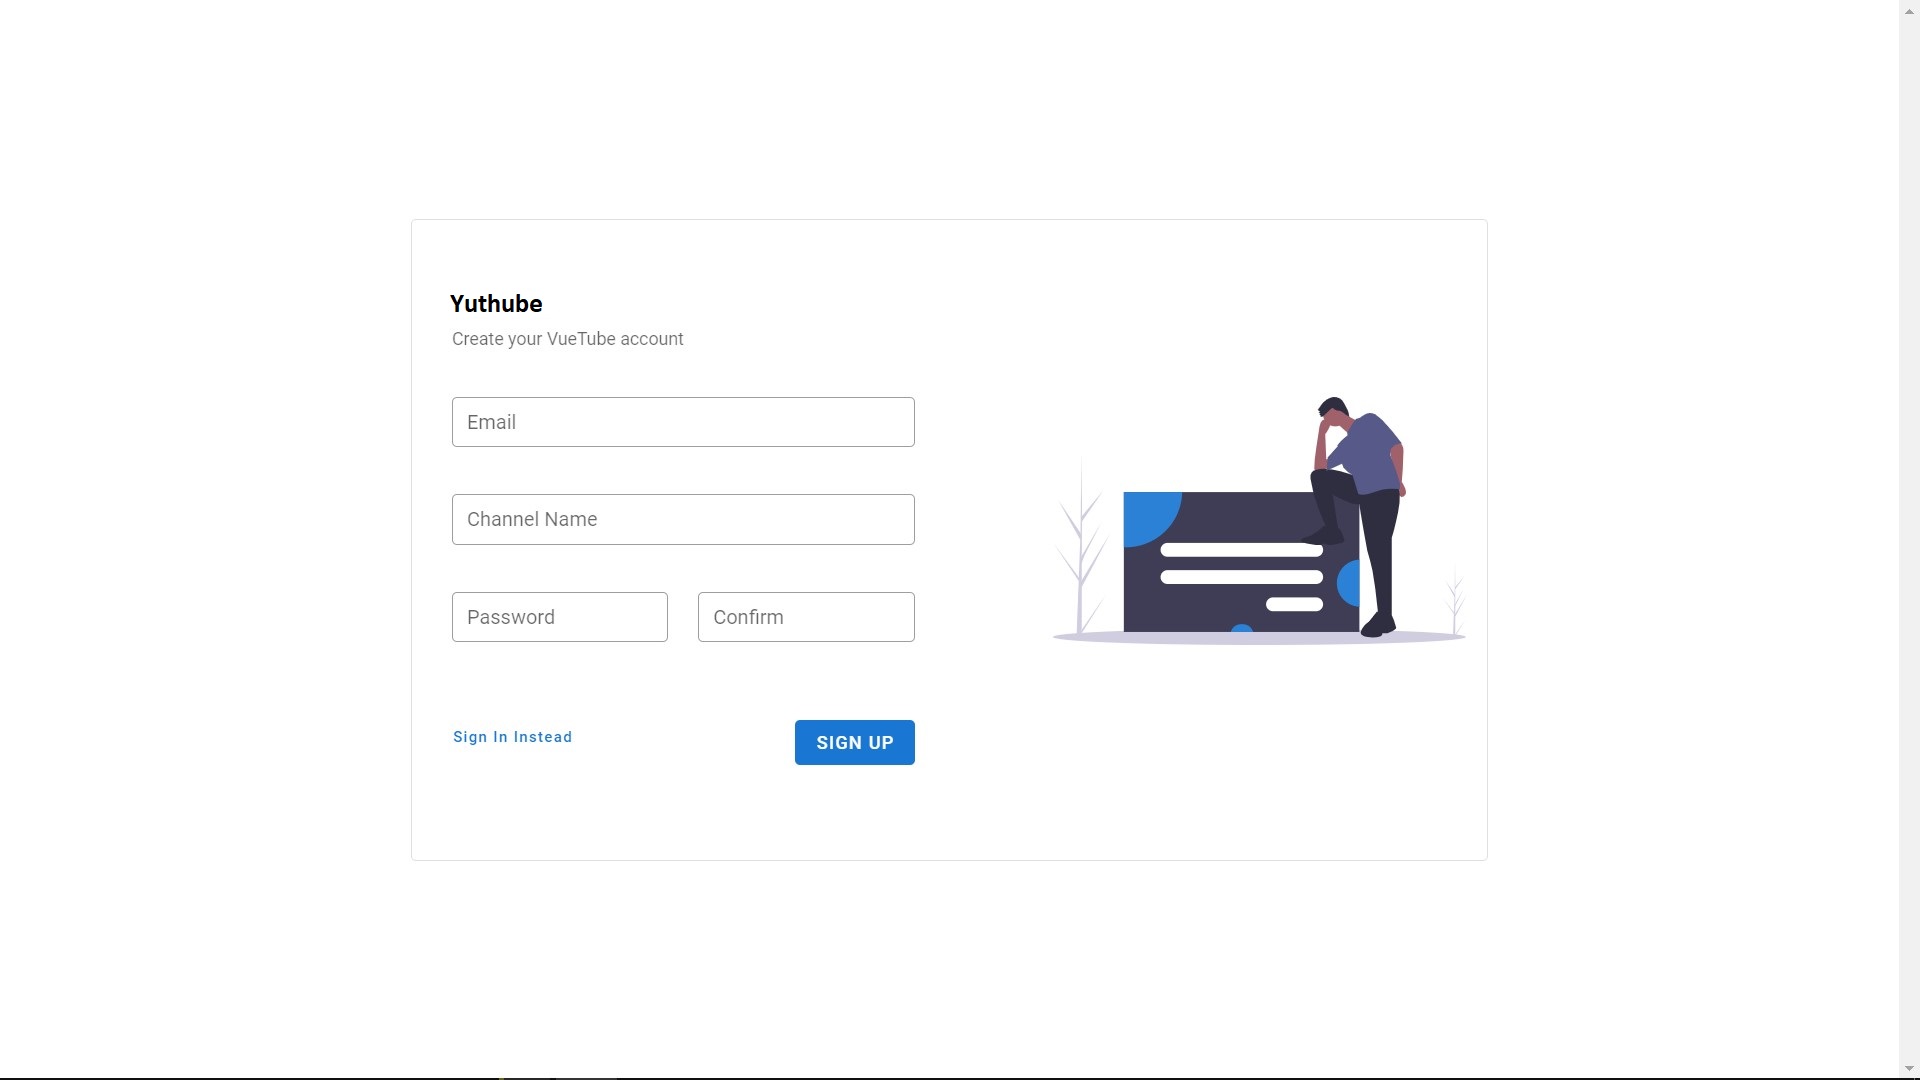 Yuthube
Create your VueTube account
Email
Channel Name
Password Confirm
Sign In Instead SIGN UP